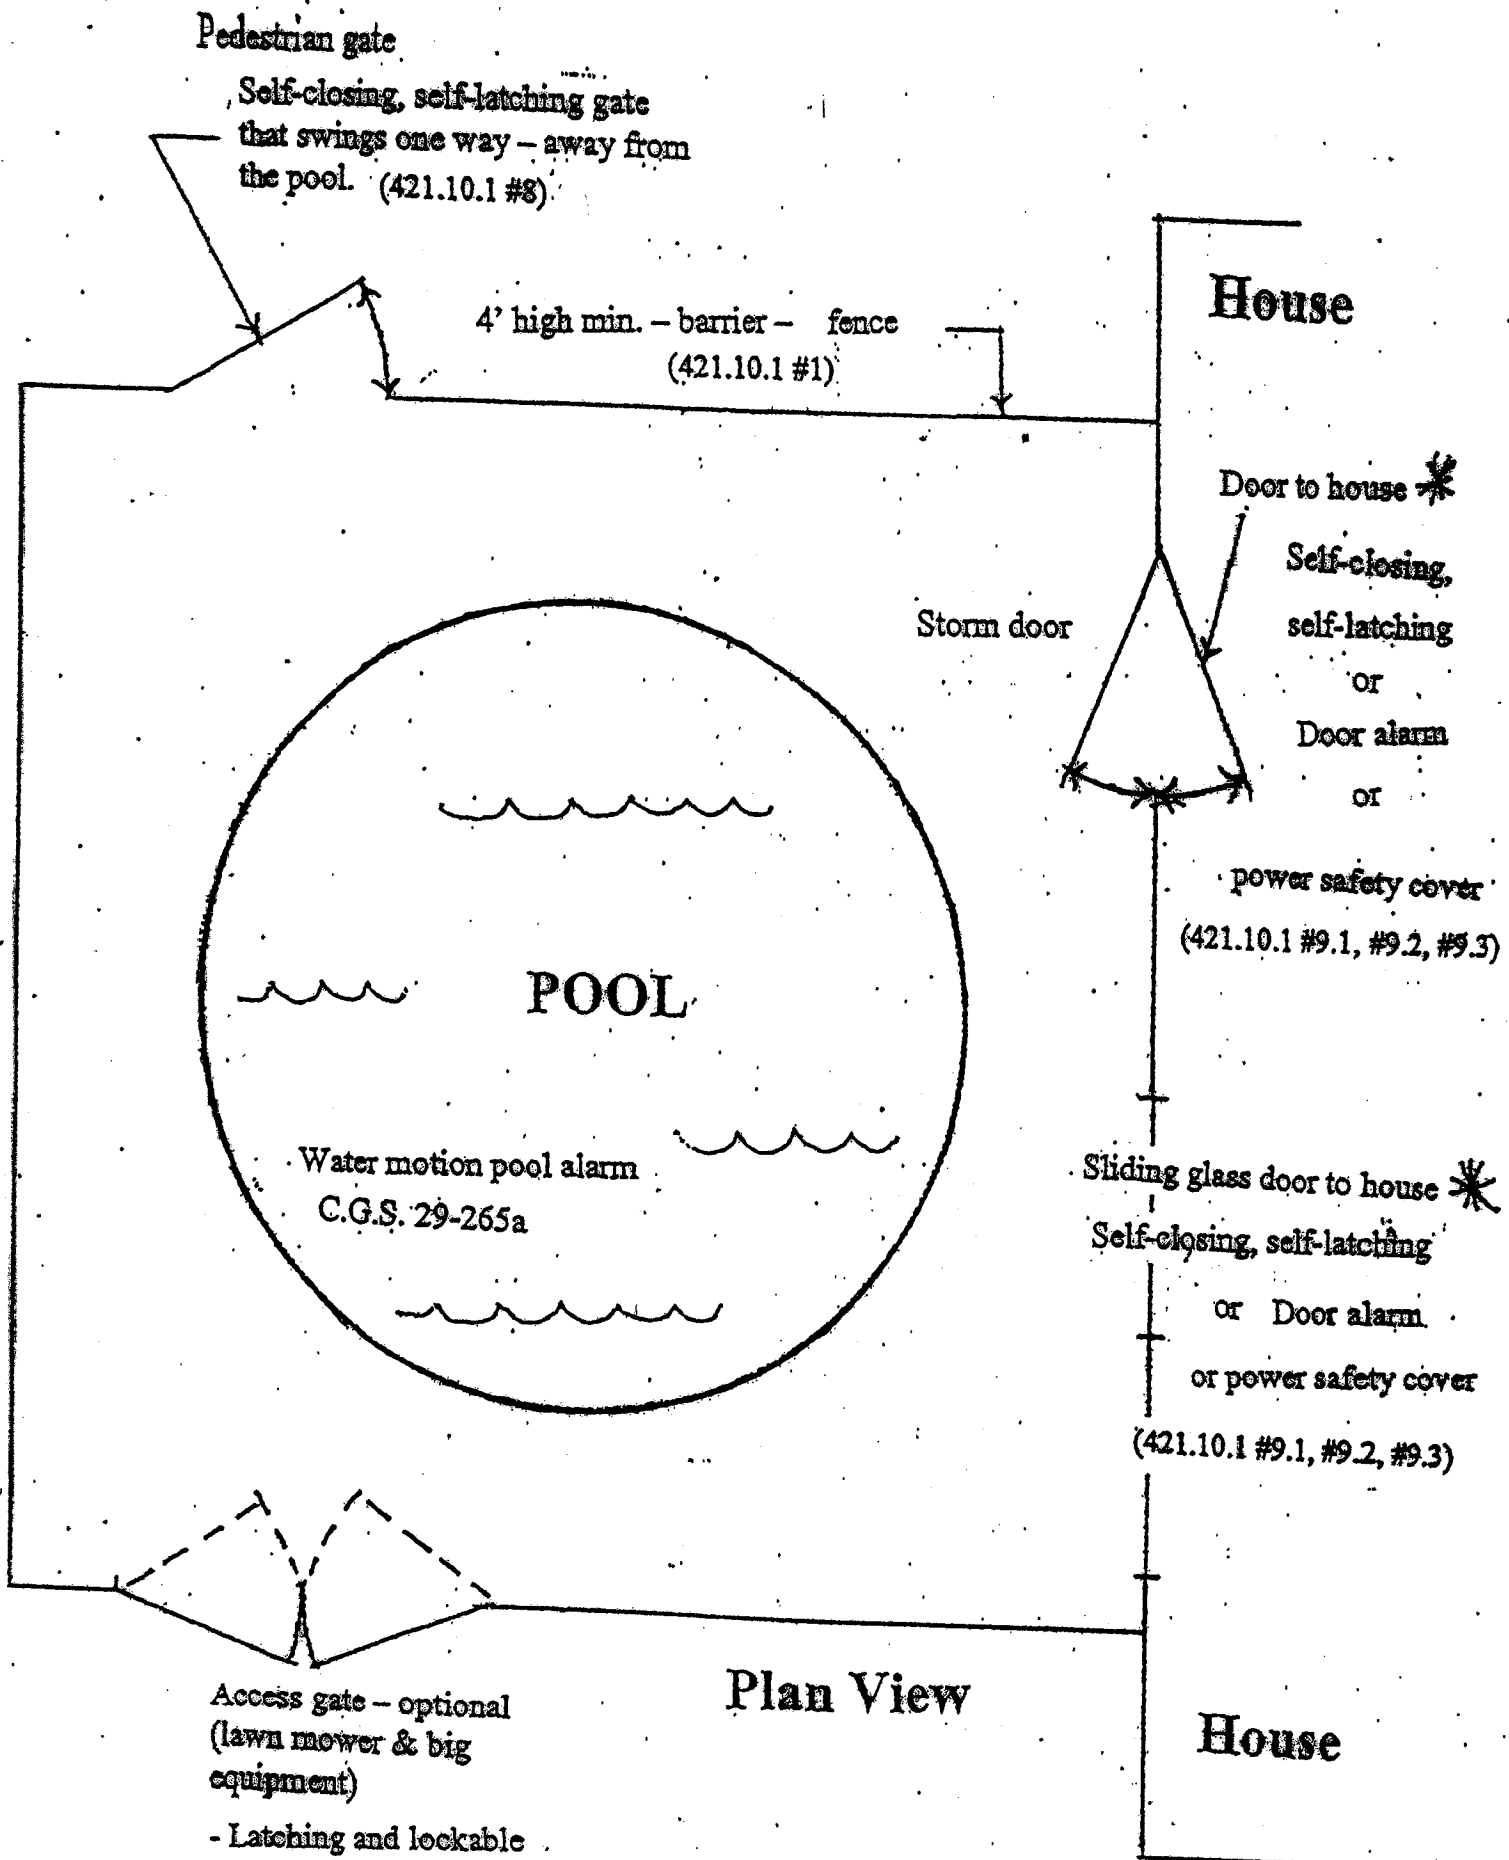 Pedestrian gate
Self-closing, self-latching gate
that swings one way – away from
the pool. (421.10.1 #8)
4' high min. – barrier – fence
(421.10.1 #1)
House
Door to house
Self-closing,
self-latching
or
Door alarm
or
power safety cover
(421.10.1 #9.1, #9.2, #9.3)
Storm door
POOL
Water motion pool alarm
C.G.S. 29-265a
Sliding glass door to house
Self-closing, self-latching
or Door alarm
or power safety cover
(421.10.1 #9.1, #9.2, #9.3)
Access gate – optional
(lawn mower & big
equipment)
- Latching and lockable
Plan View
House